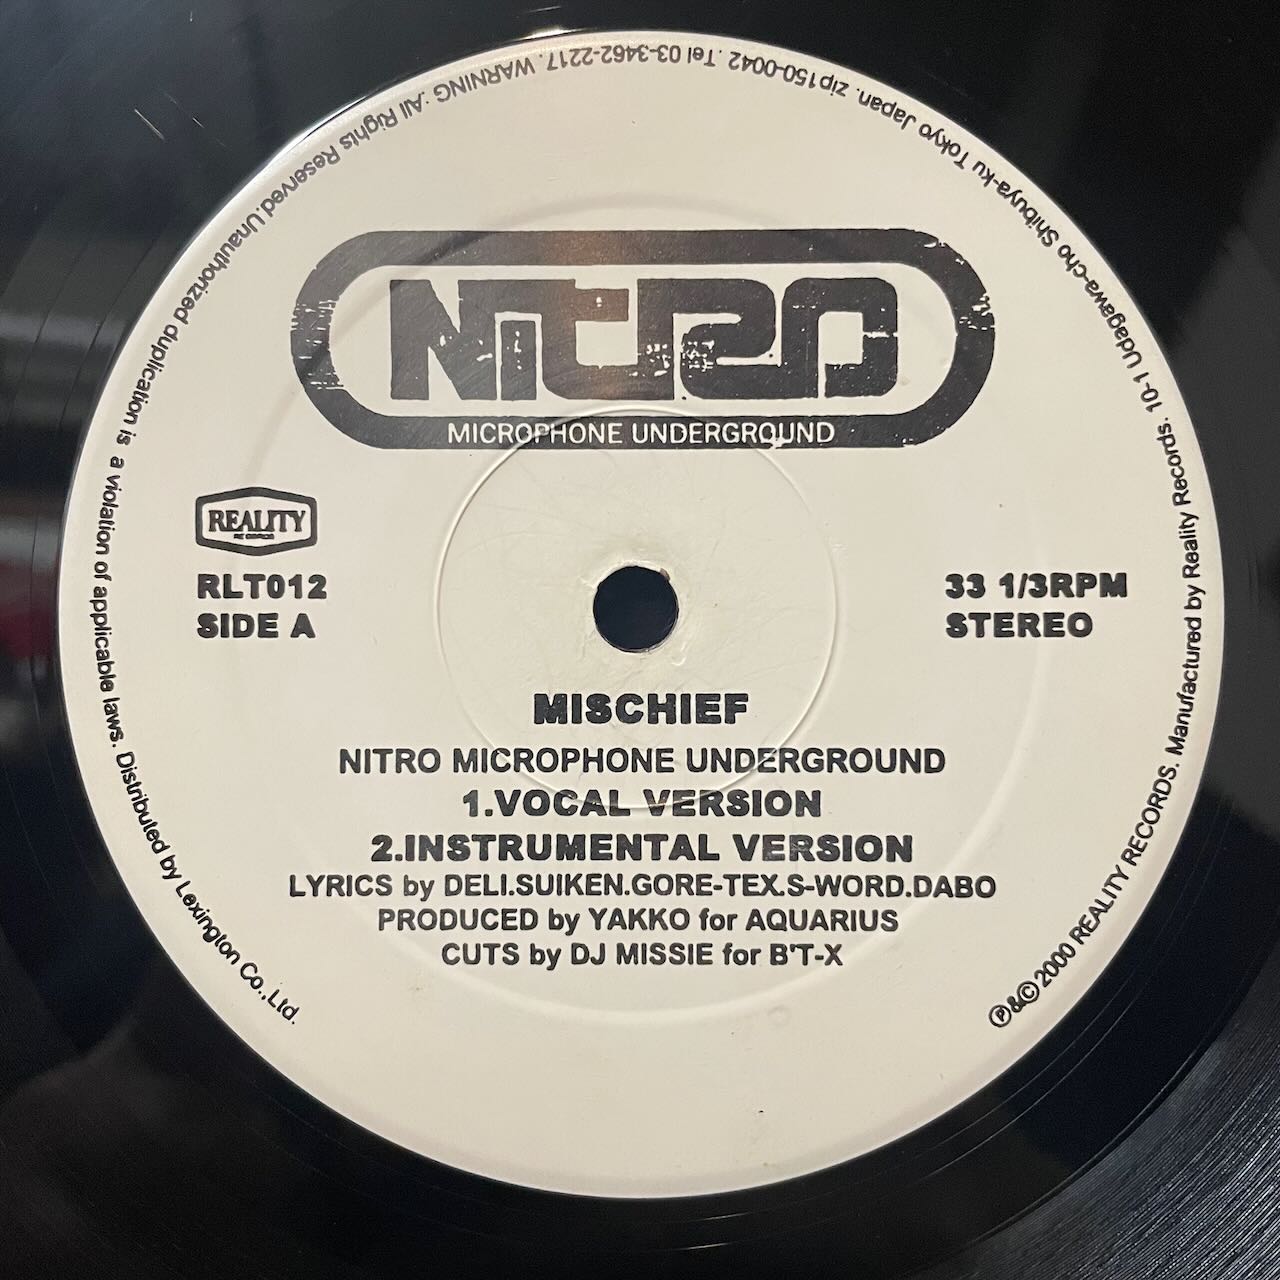 NITRO
MICROPHONE UNDERGROUND
REALITY
RECORDS
RLT012
SIDE A
33 1/3RPM
STEREO
MISCHIEF
NITRO MICROPHONE UNDERGROUND
1.VOCAL VERSION
2.INSTRUMENTAL VERSION
LYRICS by DELI.SUIKEN.GORE-TEX.S-WORD.DABO
PRODUCED by YAKKO for AQUARIUS
CUTS by DJ MISSIE for B'T-X
℗&©2000 REALITY RECORDS. Manufactured by Reality Records. 10-1 Udagawa-cho Shibuya-ku Tokyo Japan. zip150-0042. Tel 03-3462-2217. WARNING: All Rights Reserved.Unauthorized duplication is a violation of applicable laws. Distributed by Lexington Co.,Ltd.